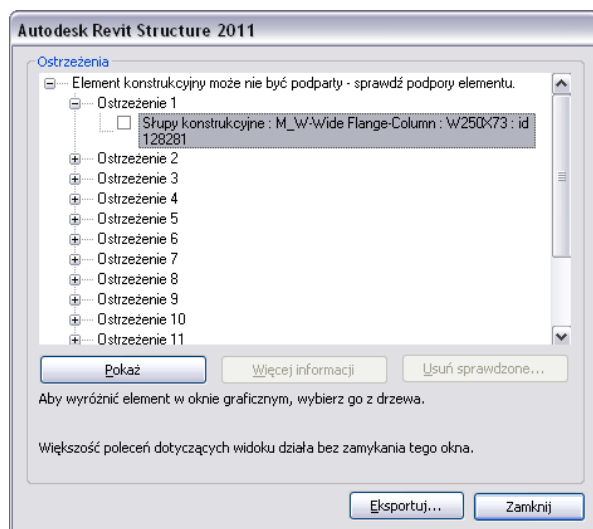 Autodesk Revit Structure 2011
Ostrzeżenia
Element konstrukcyjny może nie być podparty - sprawdź podpory elementu.
Ostrzeżenie 1
Słupy konstrukcyjne : M_W-Wide Flange-Column : W250X73 : id
128281
Ostrzeżenie 2
Ostrzeżenie 3
Ostrzeżenie 4
Ostrzeżenie 5
Ostrzeżenie 6
Ostrzeżenie 7
Ostrzeżenie 8
Ostrzeżenie 9
Ostrzeżenie 10
Ostrzeżenie 11
Pokaż Więcej informacji Usuń sprawdzone...
Aby wyróżnić element w oknie graficznym, wybierz go z drzewa.
Większość poleceń dotyczących widoku działa bez zamykania tego okna.
Eksportuj... Zamknij